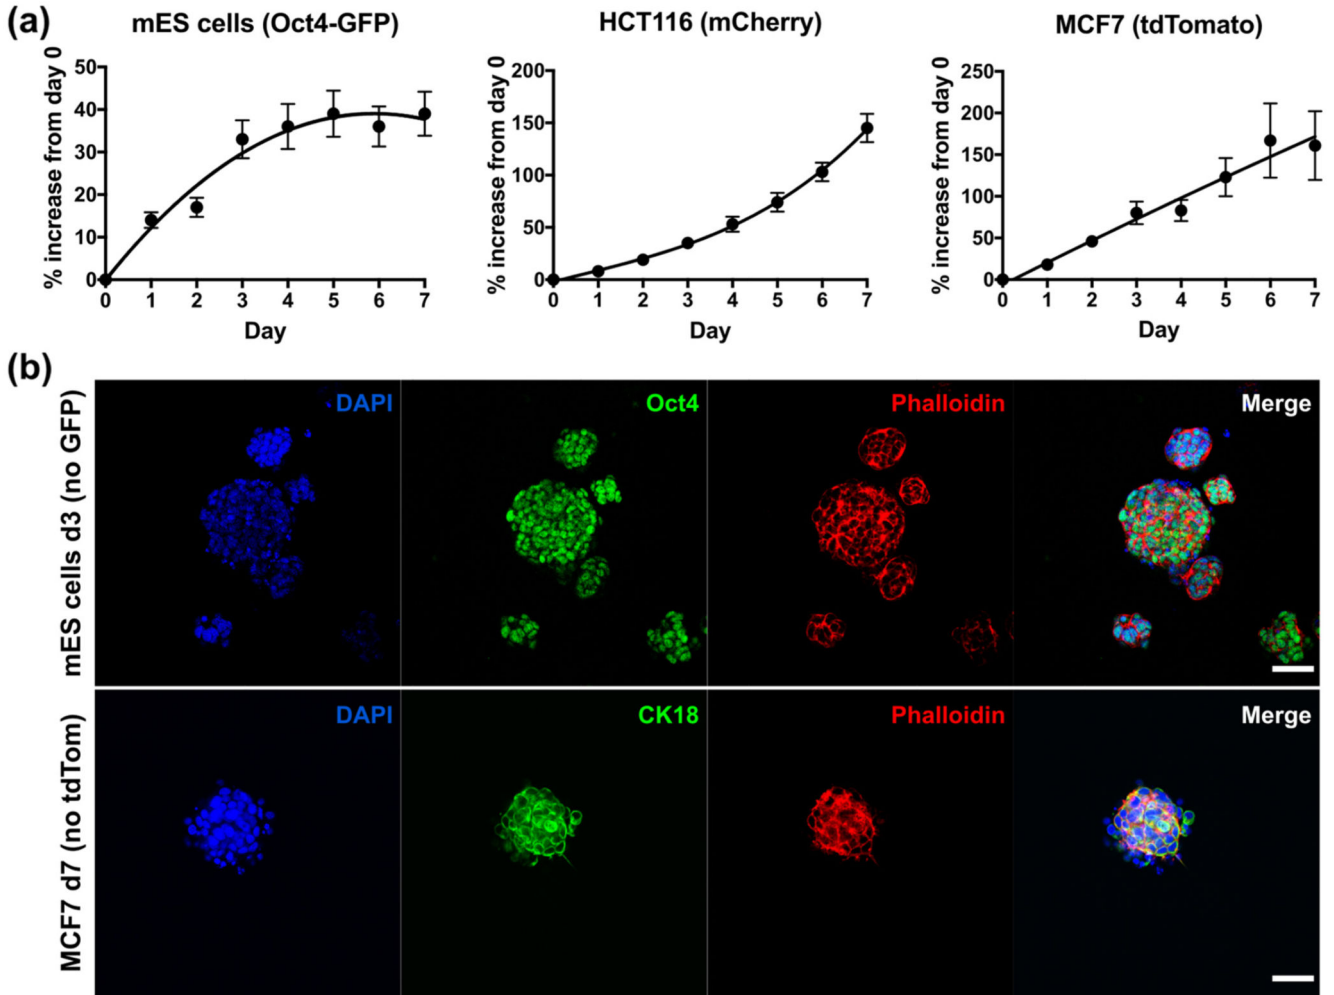 (a)
mES cells (Oct4-GFP)
HCT116 (mCherry)
MCF7 (tdTomato)
% increase from day 0
50
40
30
20
10
0
0 1 2 3 4 5 6 7
Day
% increase from day 0
200
150
100
50
0
0 1 2 3 4 5 6 7
Day
% increase from day 0
250
200
150
100
50
0
0 1 2 3 4 5 6 7
Day
(b)
mES cells d3 (no GFP)
DAPI
Oct4
Phalloidin
Merge
MCF7 d7 (no tdTom)
DAPI
CK18
Phalloidin
Merge